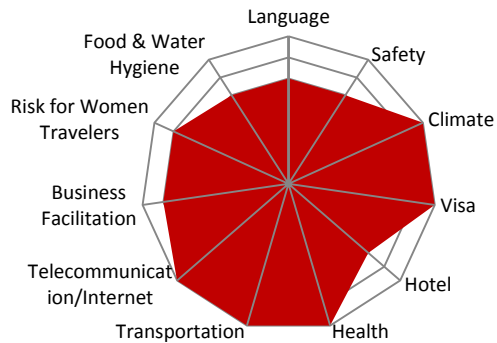 Language
Safety
Climate
Visa
Hotel
Health
Transportation
Telecommunicat
ion/Internet
Business
Facilitation
Risk for Women
Travelers
Food & Water
Hygiene